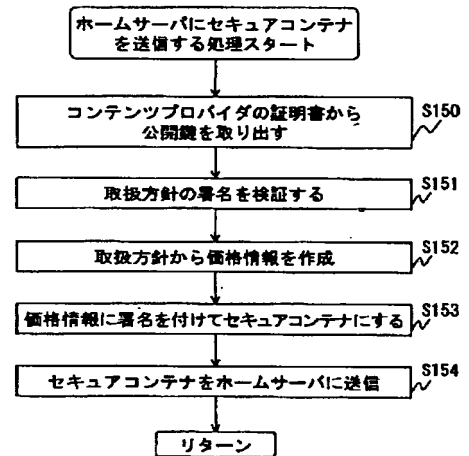 ホームサーバにセキュアコンテナ
を送信する処理スタート
コンテンツプロバイダの証明書から
公開鍵を取り出す
S150
取扱方針の署名を検証する
S151
取扱方針から価格情報を作成
S152
価格情報に署名を付けてセキュアコンテナにする
S153
セキュアコンテナをホームサーバに送信
S154
リターン